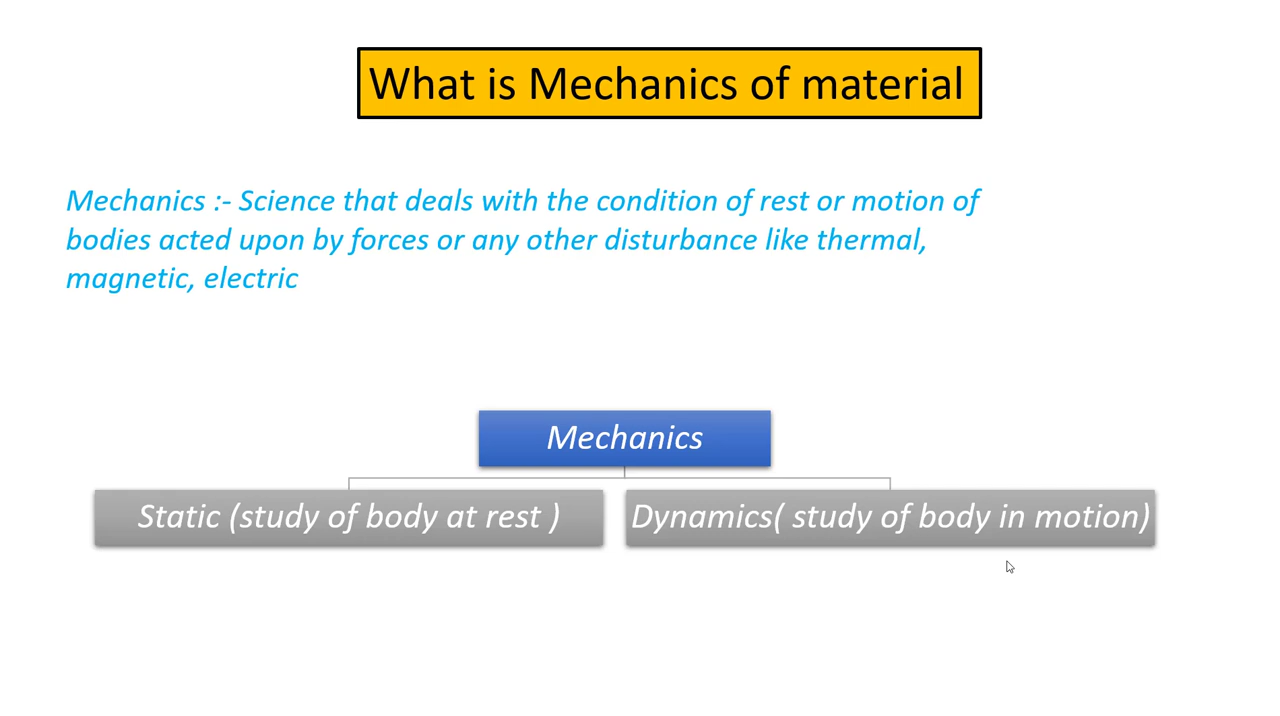 What is Mechanics of material
Mechanics :- Science that deals with the condition of rest or motion of
bodies acted upon by forces or any other disturbance like thermal,
magnetic, electric
Mechanics
Static (study of body at rest )
Dynamics( study of body in motion)